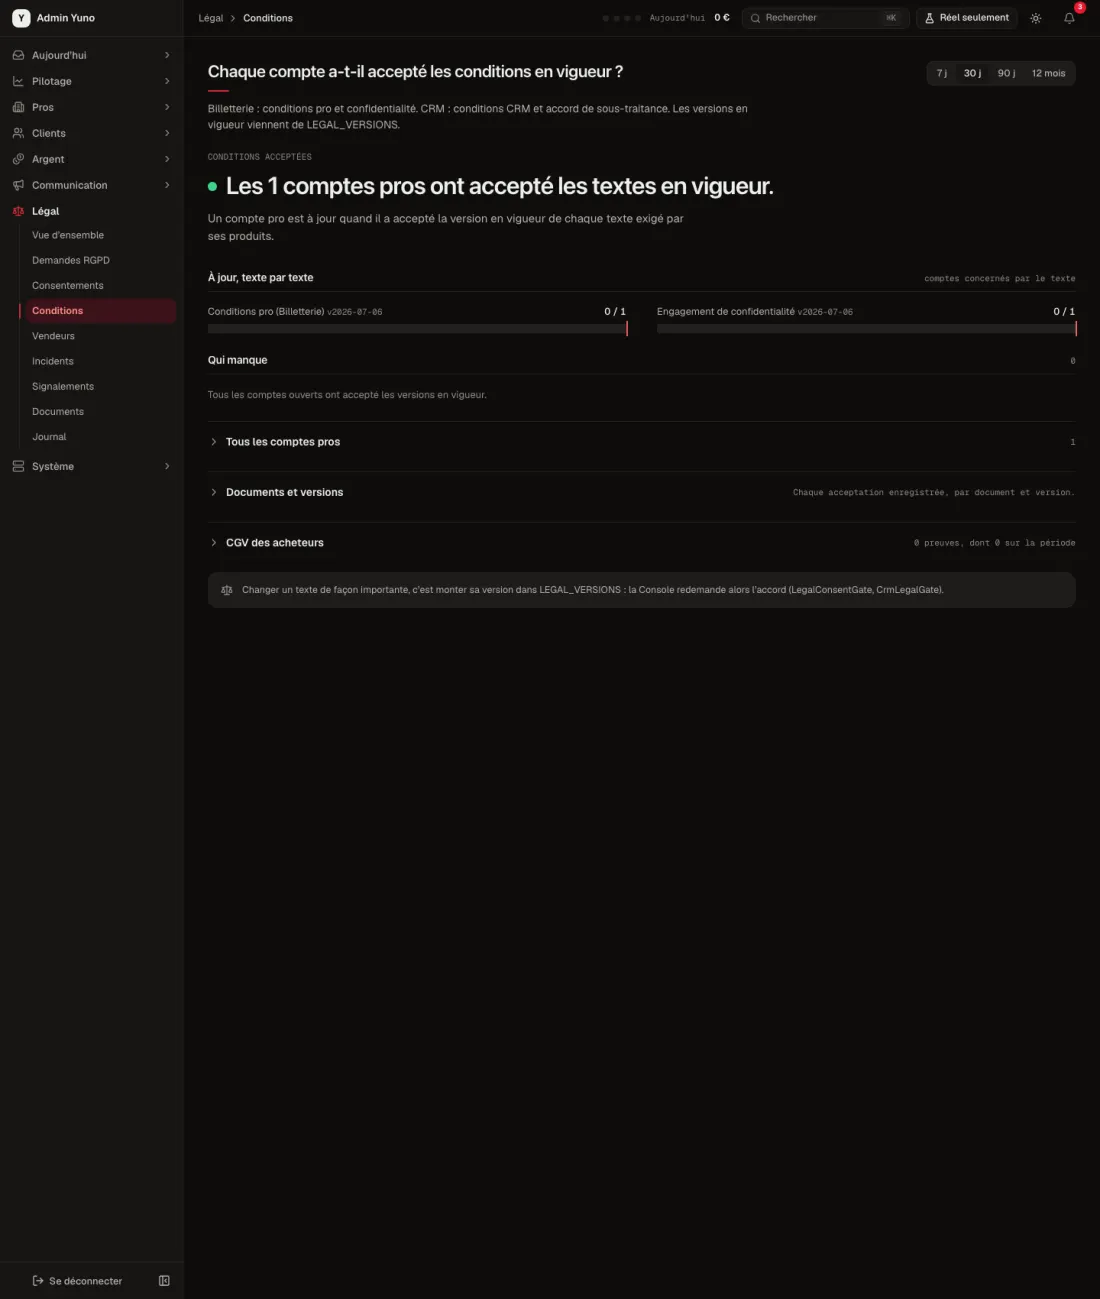 Y Admin Yuno
Légal > Conditions
Aujourd'hui 0 €
Rechercher ⌘K
Réel seulement
3
Aujourd'hui
Pilotage
Pros
Clients
Argent
Communication
Légal
Vue d'ensemble
Demandes RGPD
Consentements
Conditions
Vendeurs
Incidents
Signalements
Documents
Journal
Système
Chaque compte a-t-il accepté les conditions en vigueur ?
7 j 30 j 90 j 12 mois
Billetterie : conditions pro et confidentialité. CRM : conditions CRM et accord de sous-traitance. Les versions en
vigueur viennent de LEGAL_VERSIONS.
CONDITIONS ACCEPTÉES
Les 1 comptes pros ont accepté les textes en vigueur.
Un compte pro est à jour quand il a accepté la version en vigueur de chaque texte exigé par
ses produits.
À jour, texte par texte
comptes concernés par le texte
Conditions pro (Billetterie) v2026-07-06 0 / 1
Engagement de confidentialité v2026-07-06 0 / 1
Qui manque 0
Tous les comptes ouverts ont accepté les versions en vigueur.
Tous les comptes pros 1
Documents et versions Chaque acceptation enregistrée, par document et version.
CGV des acheteurs 0 preuves, dont 0 sur la période
Changer un texte de façon importante, c'est monter sa version dans LEGAL_VERSIONS : la Console redemande alors l'accord (LegalConsentGate, CrmLegalGate).
Se déconnecter